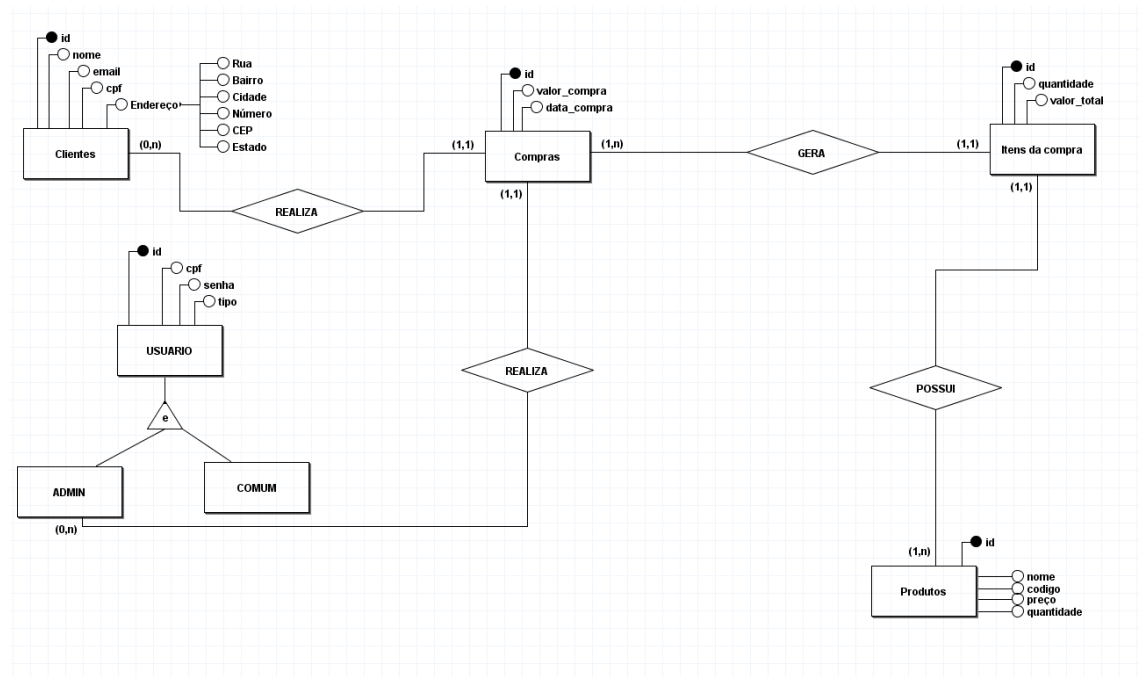 id
nome
email
cpf
Endereço
Rua
Bairro
Cidade
Número
CEP
Estado
Clientes
(0,n)
REALIZA
(1,1)
id
valor_compra
data_compra
Compras
(1,n)
(1,1)
GERA
(1,1)
id
quantidade
valor_total
Itens da compra
(1,1)
id
cpf
senha
tipo
USUARIO
e
ADMIN
COMUM
(0,n)
REALIZA
POSSUI
(1,n)
id
Produtos
nome
codigo
preço
quantidade